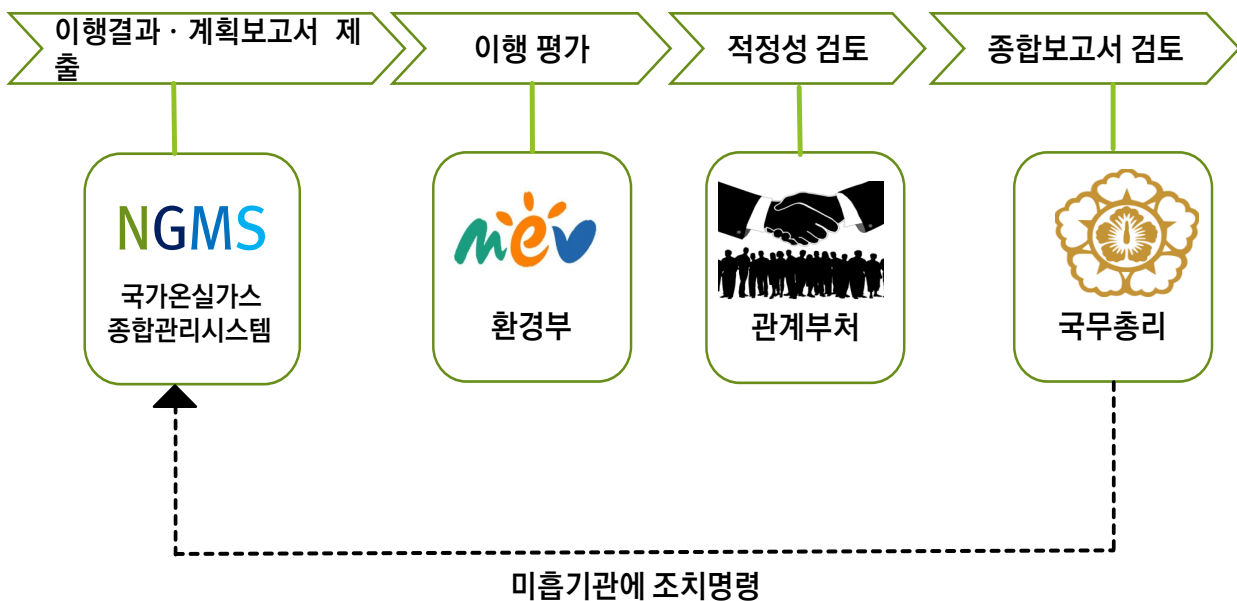 이행결과 · 계획보고서 제
출
이행 평가
적정성 검토
종합보고서 검토
NGMS
국가온실가스
종합관리시스템
mev
환경부
관계부처
국무총리
미흡기관에 조치명령